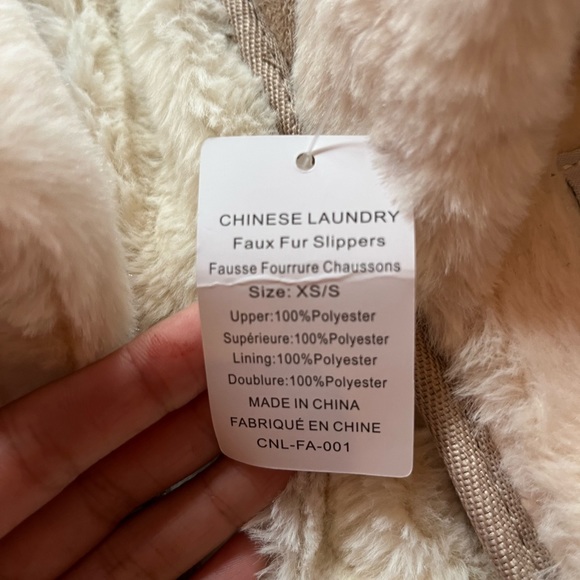 CHINESE LAUNDRY
Faux Fur Slippers
Fausse Fourrure Chaussons
Size: XS/S
Upper:100%Polyester
Supérieure:100%Polyester
Lining:100%Polyester
Doublure:100%Polyester
MADE IN CHINA
FABRIQUÉ EN CHINE
CNL-FA-001